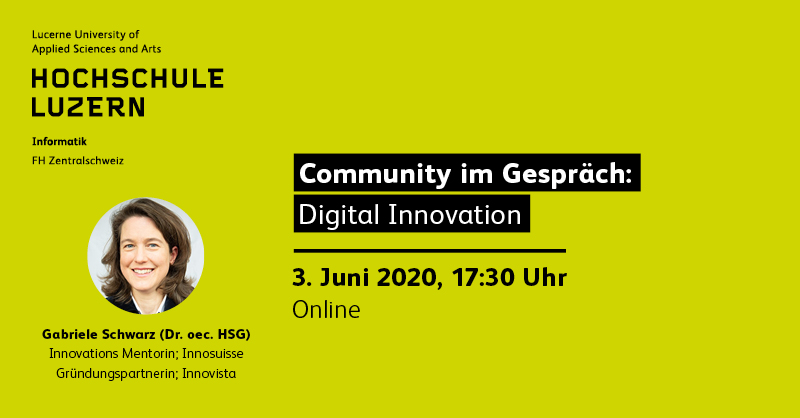 Lucerne University of
Applied Sciences and Arts
HOCHSCHULE
LUZERN
Informatik
FH Zentralschweiz
Community im Gespräch:
Digital Innovation
3. Juni 2020, 17:30 Uhr
Online
Gabriele Schwarz (Dr. oec. HSG)
Innovations Mentorin; Innosuisse
Gründungspartnerin; Innovista